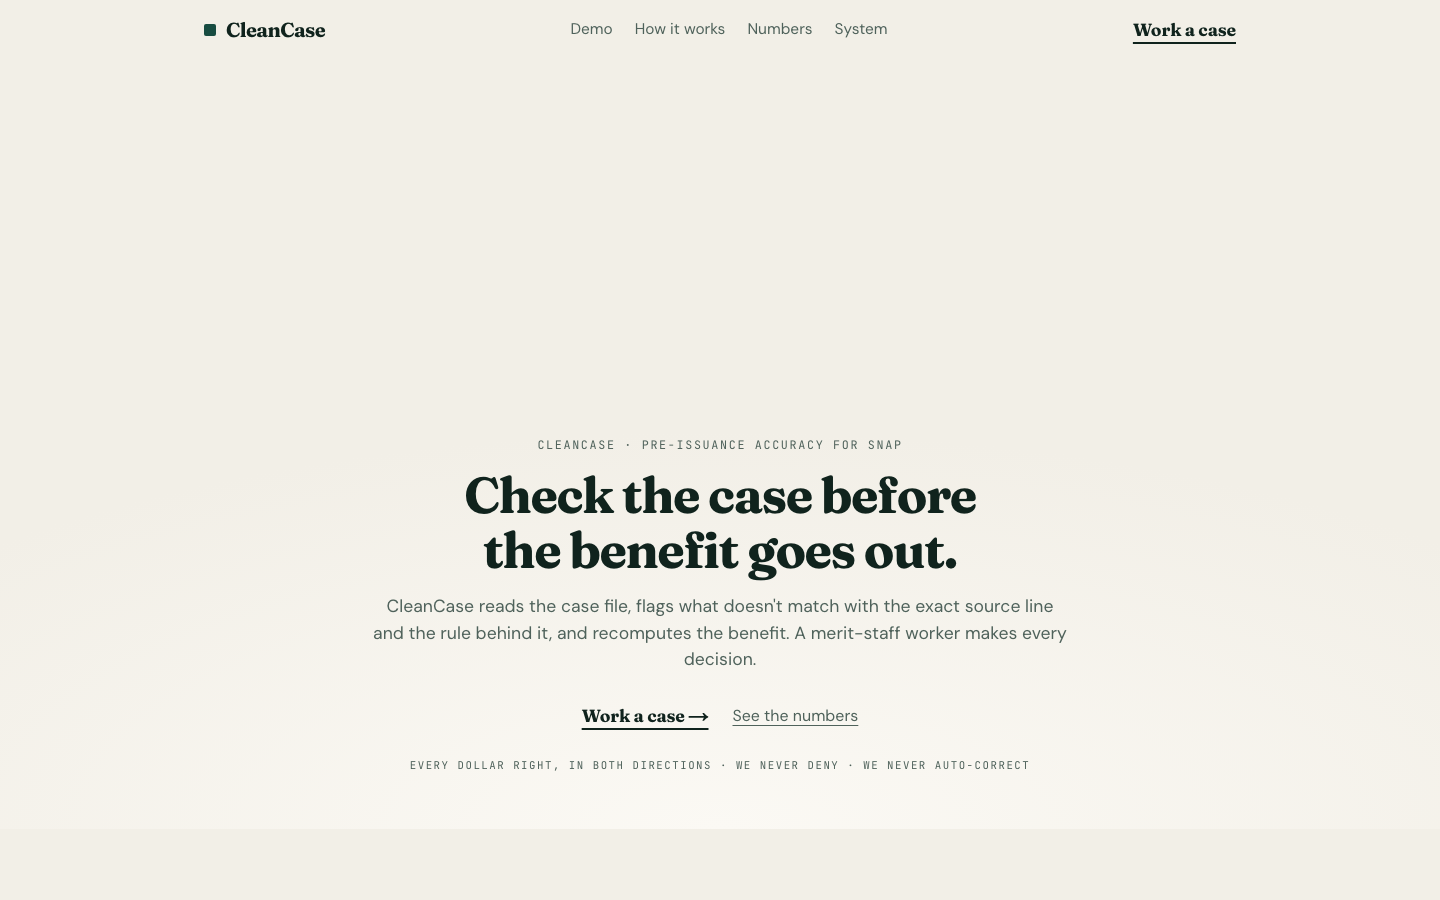 CleanCase
Demo How it works Numbers System
Work a case
CLEANCASE · PRE-ISSUANCE ACCURACY FOR SNAP
Check the case before
the benefit goes out.
CleanCase reads the case file, flags what doesn't match with the exact source line
and the rule behind it, and recomputes the benefit. A merit-staff worker makes every
decision.
Work a case → See the numbers
EVERY DOLLAR RIGHT, IN BOTH DIRECTIONS · WE NEVER DENY · WE NEVER AUTO-CORRECT